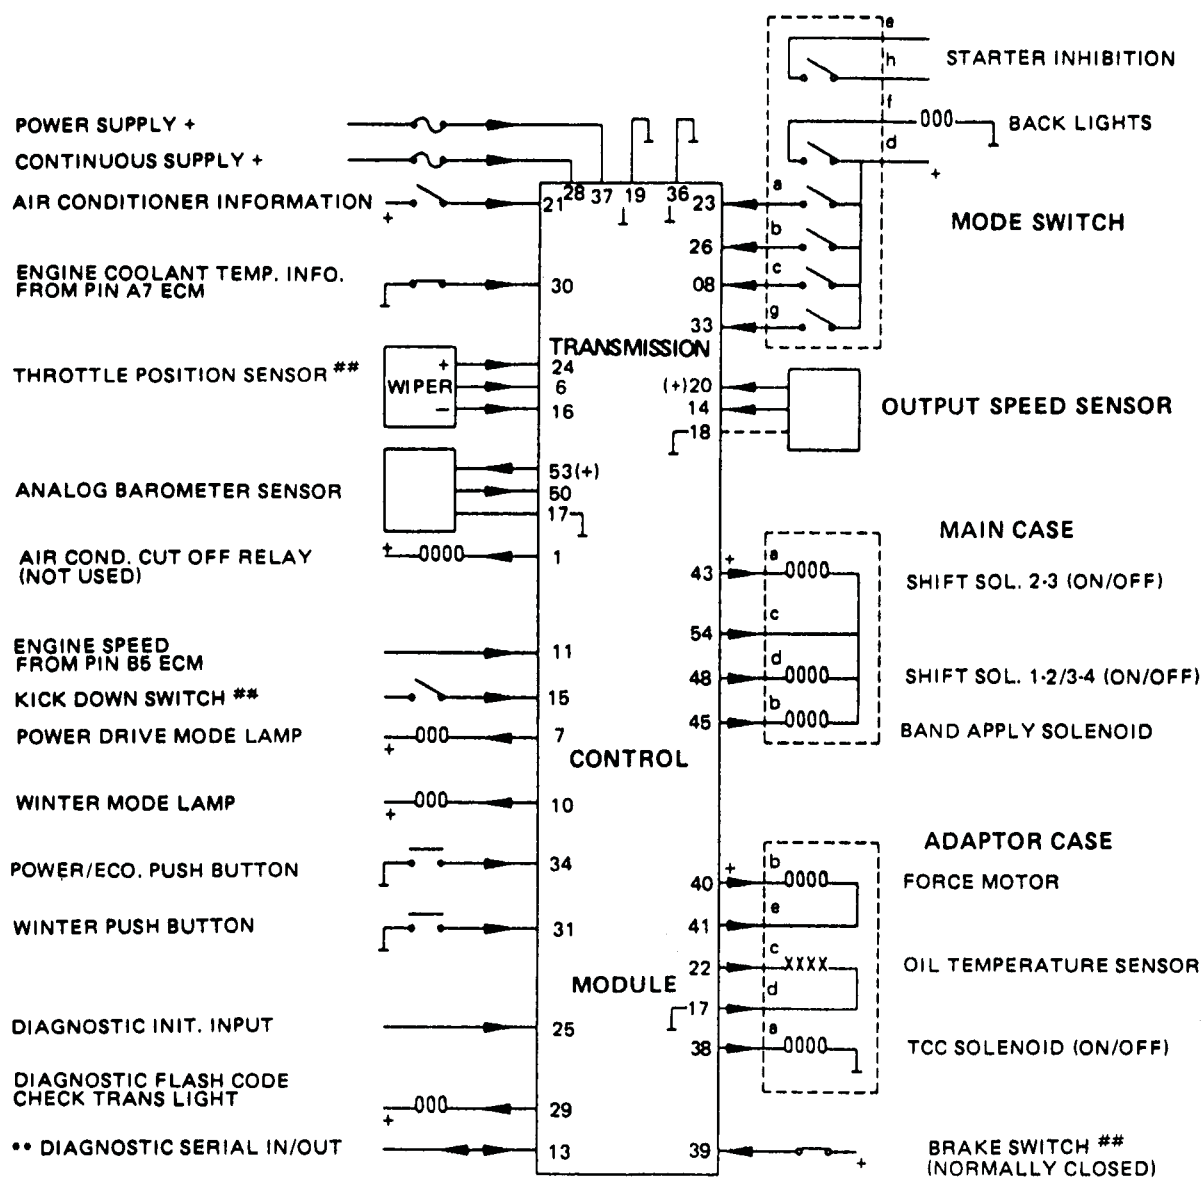 POWER SUPPLY +
CONTINUOUS SUPPLY +
AIR CONDITIONER INFORMATION
+
ENGINE COOLANT TEMP. INFO.
FROM PIN A7 ECM
THROTTLE POSITION SENSOR ##
+
WIPER
−
ANALOG BAROMETER SENSOR
AIR COND. CUT OFF RELAY
(NOT USED)
+
ENGINE SPEED
FROM PIN B5 ECM
KICK DOWN SWITCH ##
POWER DRIVE MODE LAMP
+
WINTER MODE LAMP
+
POWER/ECO. PUSH BUTTON
WINTER PUSH BUTTON
DIAGNOSTIC INIT. INPUT
DIAGNOSTIC FLASH CODE
CHECK TRANS LIGHT
+
•• DIAGNOSTIC SERIAL IN/OUT
28 37 19 36
21
30
24
6
16
53(+)
50
17
1
11
15
7
10
34
31
25
29
13
TRANSMISSION
CONTROL
MODULE
23
26
08
33
(+)20
14
18
43
54
48
45
40
41
22
17
38
39
e
h
STARTER INHIBITION
f
BACK LIGHTS
d
+
a
b
c
g
MODE SWITCH
OUTPUT SPEED SENSOR
MAIN CASE
+
a
SHIFT SOL. 2-3 (ON/OFF)
c
d
SHIFT SOL. 1-2/3-4 (ON/OFF)
b
BAND APPLY SOLENOID
ADAPTOR CASE
+
b
FORCE MOTOR
e
c
XXXX
OIL TEMPERATURE SENSOR
d
a
TCC SOLENOID (ON/OFF)
+
BRAKE SWITCH ##
(NORMALLY CLOSED)